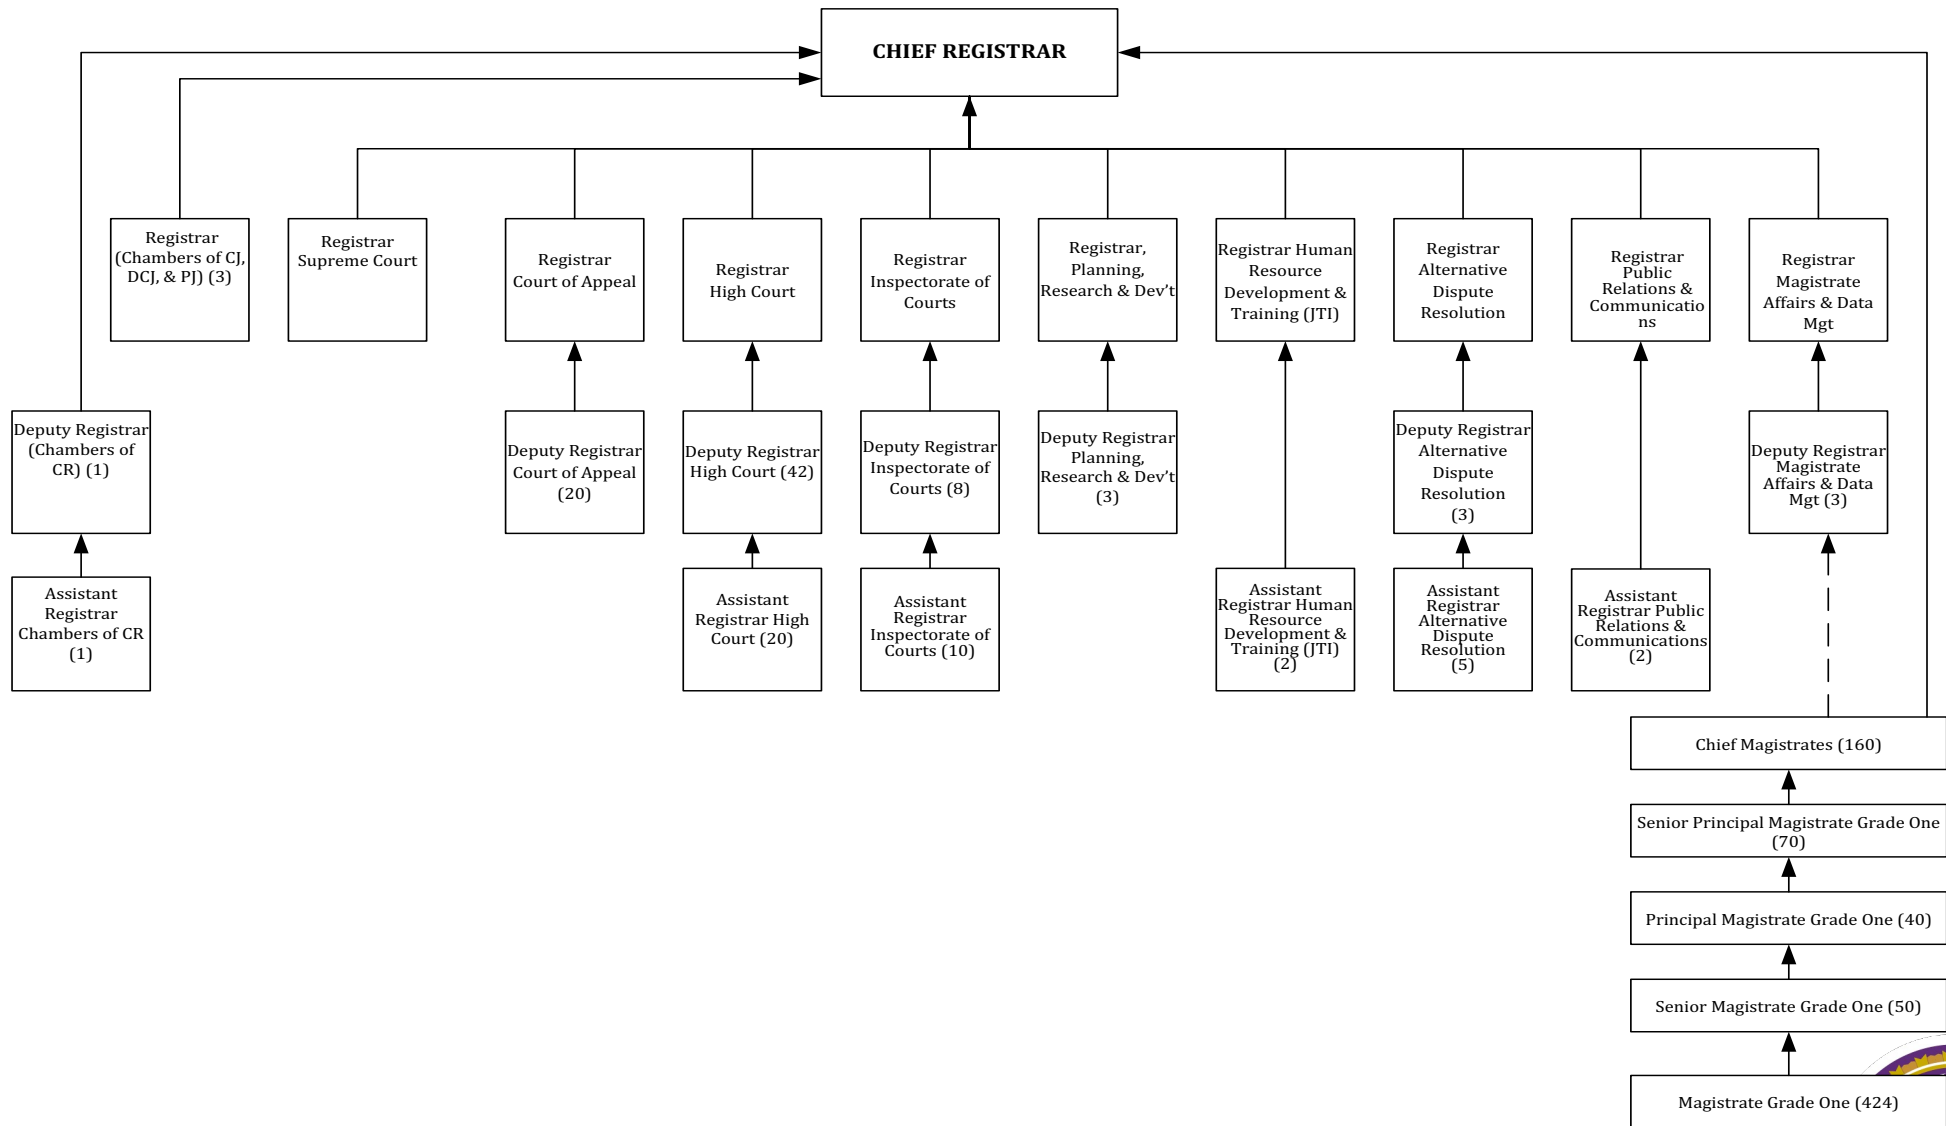 CHIEF REGISTRAR
Registrar
(Chambers of CJ,
DCJ, & PJ) (3)
Registrar
Supreme Court
Registrar
Court of Appeal
Registrar
High Court
Registrar
Inspectorate of
Courts
Registrar,
Planning,
Research & Dev’t
Registrar Human
Resource
Development &
Training (JTI)
Registrar
Alternative
Dispute
Resolution
Registrar
Public
Relations &
Communicatio
ns
Registrar
Magistrate
Affairs & Data
Mgt
Deputy Registrar
(Chambers of
CR) (1)
Deputy Registrar
Court of Appeal
(20)
Deputy Registrar
High Court (42)
Deputy Registrar
Inspectorate of
Courts (8)
Deputy Registrar
Planning,
Research & Dev’t
(3)
Deputy Registrar
Alternative
Dispute
Resolution
(3)
Deputy Registrar
Magistrate
Affairs & Data
Mgt (3)
Assistant
Registrar
Chambers of CR
(1)
Assistant
Registrar High
Court (20)
Assistant
Registrar
Inspectorate of
Courts (10)
Assistant
Registrar Human
Resource
Development &
Training (JTI)
(2)
Assistant
Registrar
Alternative
Dispute
Resolution
(5)
Assistant
Registrar Public
Relations &
Communications
(2)
Chief Magistrates (160)
Senior Principal Magistrate Grade One
(70)
Principal Magistrate Grade One (40)
Senior Magistrate Grade One (50)
Magistrate Grade One (424)